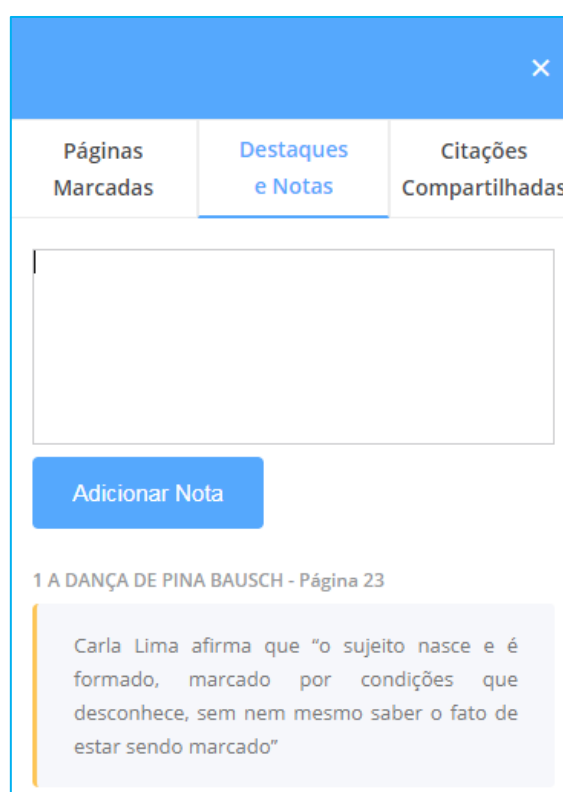 ×
Páginas
Marcadas
Destaques
e Notas
Citações
Compartilhadas
Adicionar Nota
1 A DANÇA DE PINA BAUSCH - Página 23
Carla Lima afirma que “o sujeito nasce e é
formado, marcado por condições que
desconhece, sem nem mesmo saber o fato de
estar sendo marcado”